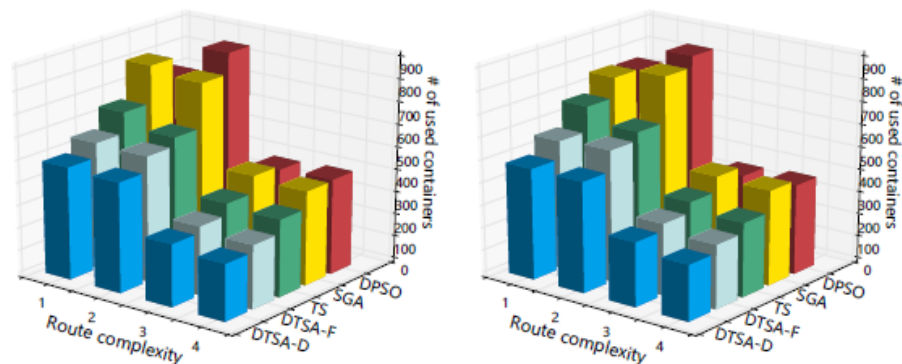 900
800
700
600
500
400
300
200
100
0
# of used containers
1
2
3
4
Route complexity
DTSA-D
DTSA-F
TS
SGA
DPSO
900
800
700
600
500
400
300
200
100
0
# of used containers
1
2
3
4
Route complexity
DTSA-D
DTSA-F
TS
SGA
DPSO